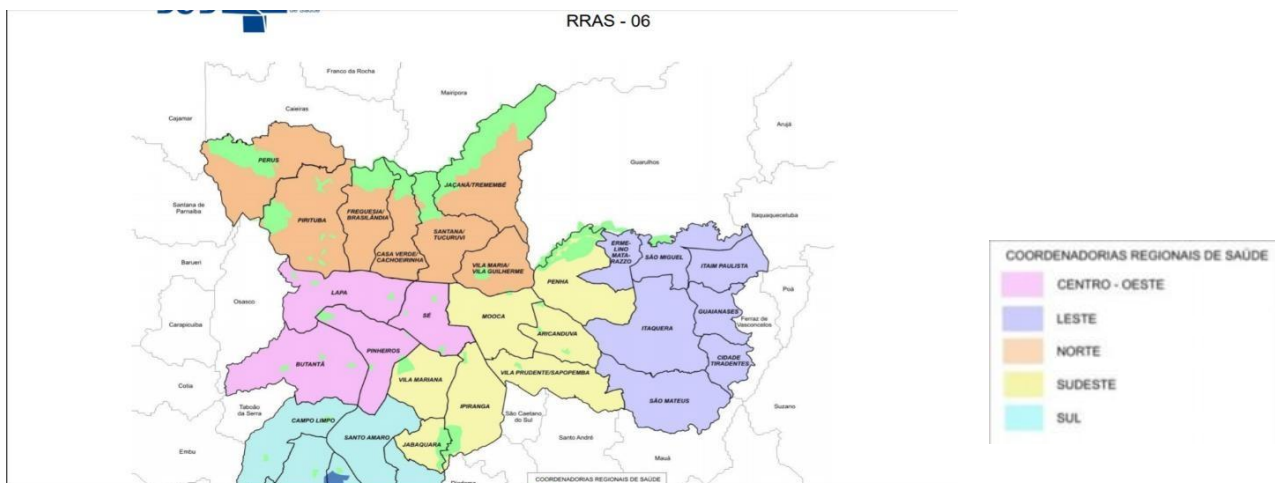 RRAS - 06
Franco da Rocha
Mairipora
Cajamar
Caieiras
Arujá
Guarulhos
PERUS
JAÇANÃ/TREMEMBÉ
Santana de
Parnaíba
Itaquaquecetuba
PIRITUBA
FREGUESIA/
BRASILÂNDIA
SANTANA/
TUCURUVI
CASA VERDE/
CACHOEIRINHA
VILA MARIA/
VILA GUILHERME
ERME-
LINO
MATA-
RAZZO
SÃO MIGUEL
ITAIM PAULISTA
Barueri
PENHA
Poá
LAPA
Osasco
SÉ
MOOCA
GUAIANASES
Ferraz de
Vasconcelos
Carapicuiba
ARICANDUVA
ITAQUERA
PINHEIROS
CIDADE
TIRADENTES
BUTANTÃ
VILA MARIANA
VILA PRUDENTE/SAPOPEMBA
Cotia
SÃO MATEUS
Taboão
da Serra
IPIRANGA
São Caetano
do Sul
Suzano
CAMPO LIMPO
SANTO AMARO
JABAQUARA
Santo André
Embu
Mauá
COORDENADORIAS REGIONAIS DE SAÚDE
COORDENADORIAS REGIONAIS DE SAÚDE
CENTRO - OESTE
LESTE
NORTE
SUDESTE
SUL